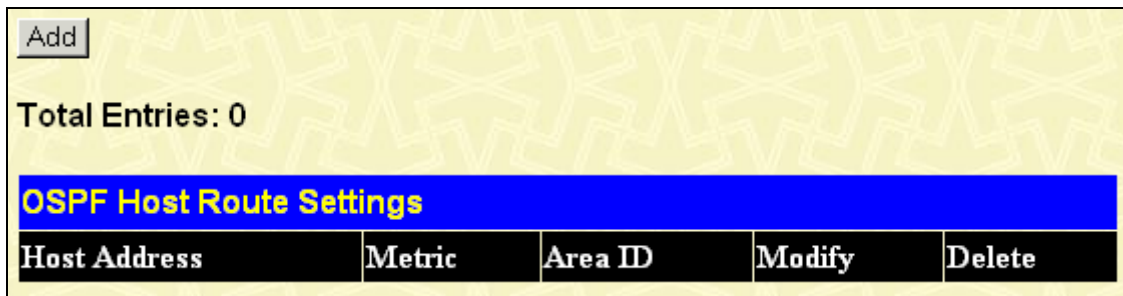 Add
Total Entries: 0
OSPF Host Route Settings
Host Address Metric Area ID Modify Delete